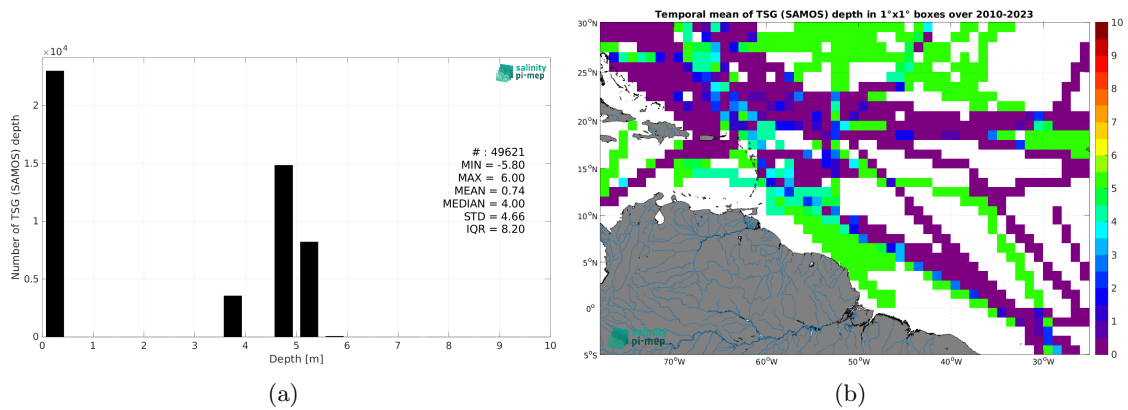 ×10⁴
2
1.5
1
0.5
0
Number of TSG (SAMOS) depth
0 1 2 3 4 5 6 7 8 9 10
Depth [m]
salinity
pi-mep
# : 49621
MIN = -5.80
MAX = 6.00
MEAN = 0.74
MEDIAN = 4.00
STD = 4.66
IQR = 8.20
(a)
Temporal mean of TSG (SAMOS) depth in 1°x1° boxes over 2010-2023
30°N
25°N
20°N
15°N
10°N
5°N
0°
5°S
70°W 60°W 50°W 40°W 30°W
salinity
pi-mep
10
9
8
7
6
5
4
3
2
1
0
(b)